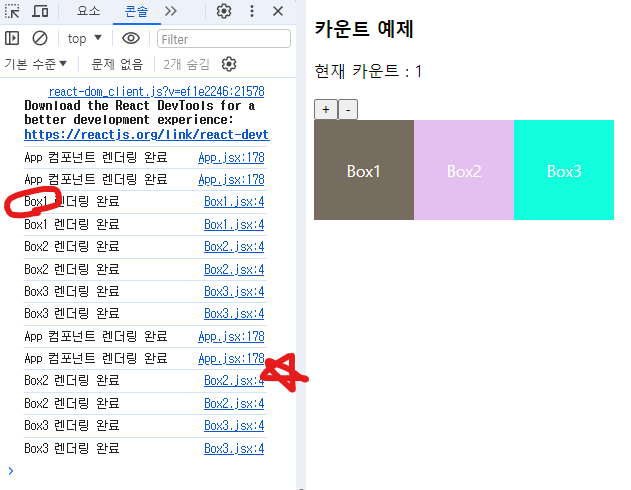 요소
콘솔
top
Filter
기본 수준
문제 없음
2개 숨김
react-dom_client.js?v=ef1e2246:21578
Download the React DevTools for a
better development experience:
https://reactjs.org/link/react-devt
App 컴포넌트 렌더링 완료 App.jsx:178
App 컴포넌트 렌더링 완료 App.jsx:178
Box1 렌더링 완료 Box1.jsx:4
Box1 렌더링 완료 Box1.jsx:4
Box2 렌더링 완료 Box2.jsx:4
Box2 렌더링 완료 Box2.jsx:4
Box3 렌더링 완료 Box3.jsx:4
Box3 렌더링 완료 Box3.jsx:4
App 컴포넌트 렌더링 완료 App.jsx:178
App 컴포넌트 렌더링 완료 App.jsx:178
Box2 렌더링 완료 Box2.jsx:4
Box2 렌더링 완료 Box2.jsx:4
Box3 렌더링 완료 Box3.jsx:4
Box3 렌더링 완료 Box3.jsx:4
카운트 예제
현재 카운트 : 1
+ -
Box1 Box2 Box3